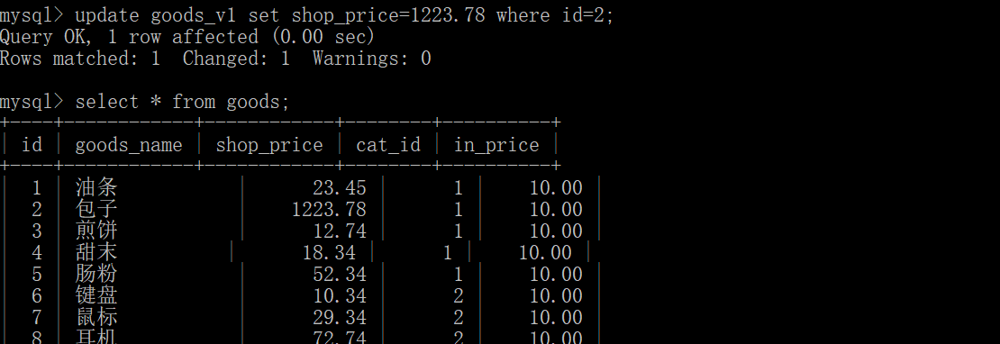 mysql> update goods_v1 set shop_price=1223.78 where id=2;
Query OK, 1 row affected (0.00 sec)
Rows matched: 1  Changed: 1  Warnings: 0
mysql> select * from goods;
+----+------------+------------+--------+----------+
| id | goods_name | shop_price | cat_id | in_price |
+----+------------+------------+--------+----------+
|  1 | 油条           |      23.45 |      1 |    10.00 |
|  2 | 包子           |    1223.78 |      1 |    10.00 |
|  3 | 煎饼           |      12.74 |      1 |    10.00 |
|  4 | 甜末          |      18.34 |      1 |    10.00 |
|  5 | 肠粉           |      52.34 |      1 |    10.00 |
|  6 | 键盘           |      10.34 |      2 |    10.00 |
|  7 | 鼠标           |      29.34 |      2 |    10.00 |
|  8 | 耳机           |      72.74 |      2 |    10.00 |